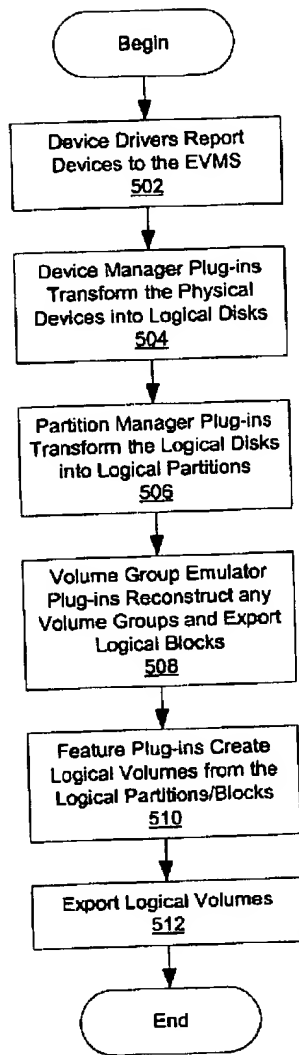 Begin
Device Drivers Report
Devices to the EVMS
502
Device Manager Plug-ins
Transform the Physical
Devices into Logical Disks
504
Partition Manager Plug-ins
Transform the Logical Disks
into Logical Partitions
506
Volume Group Emulator
Plug-ins Reconstruct any
Volume Groups and Export
Logical Blocks
508
Feature Plug-ins Create
Logical Volumes from the
Logical Partitions/Blocks
510
Export Logical Volumes
512
End